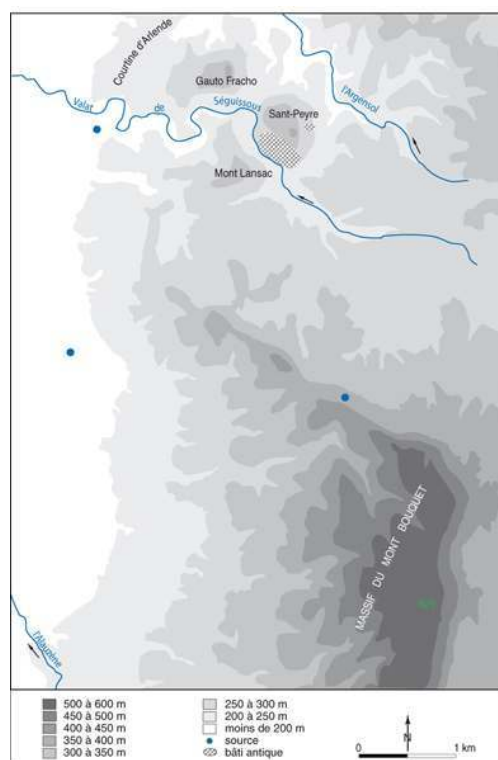 Courtine d'Arlende
Gauto Fracho
l'Argensol
Valat de Séguissous
Sant-Peyre
Mont Lansac
MASSIF DU MONT BOUQUET
l'Alauzène
500 à 600 m
450 à 500 m
400 à 450 m
350 à 400 m
300 à 350 m
250 à 300 m
200 à 250 m
moins de 200 m
source
bâti antique
N
0 1 km